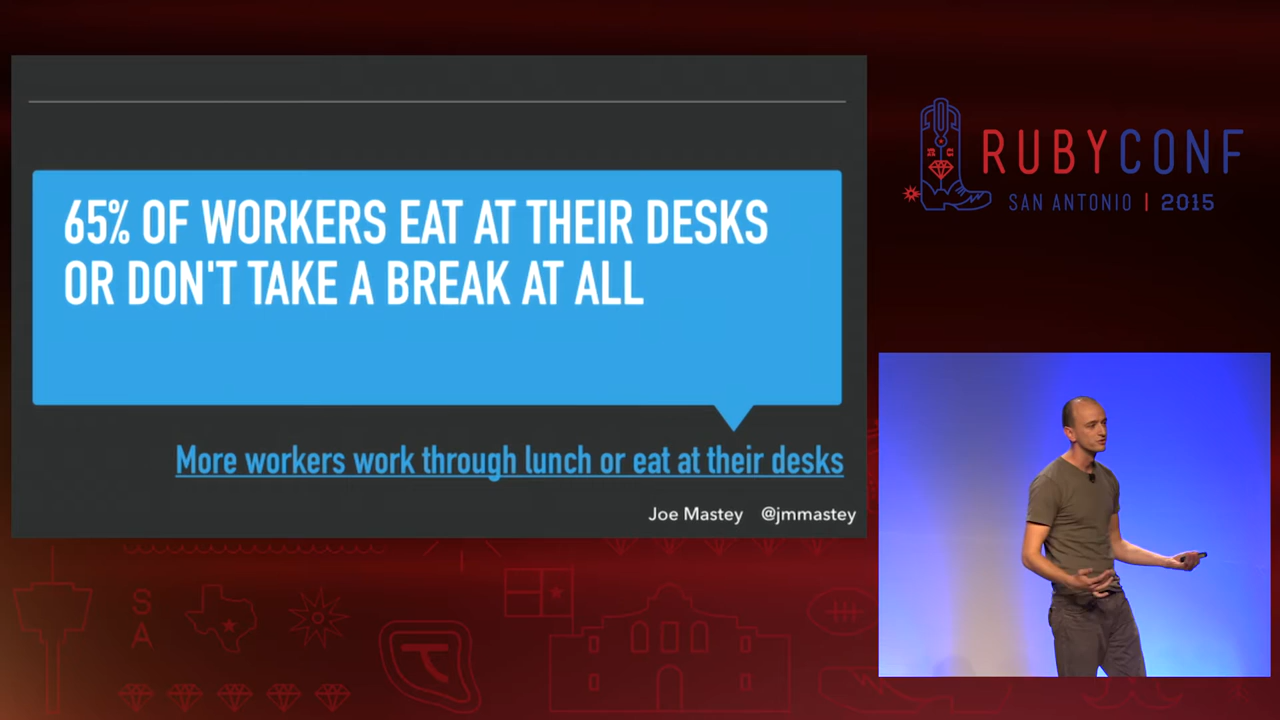 65% OF WORKERS EAT AT THEIR DESKS
OR DON'T TAKE A BREAK AT ALL
More workers work through lunch or eat at their desks
Joe Mastey @jmmastey
RUBYCONF
SAN ANTONIO | 2015
S
A